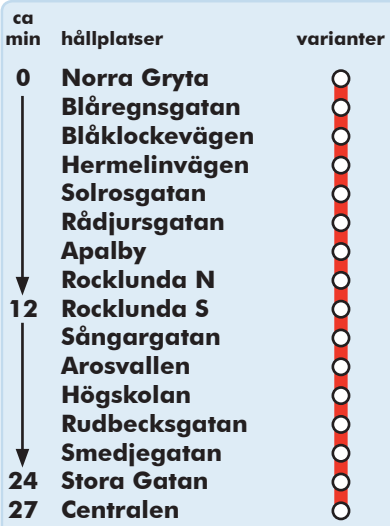 ca
min hållplatser varianter
0 Norra Gryta
Blåregnsgatan
Blåklockevägen
Hermelinvägen
Solrosgatan
Rådjursgatan
Apalby
Rocklunda N
12 Rocklunda S
Sångargatan
Arosvallen
Högskolan
Rudbecksgatan
Smedjegatan
24 Stora Gatan
27 Centralen